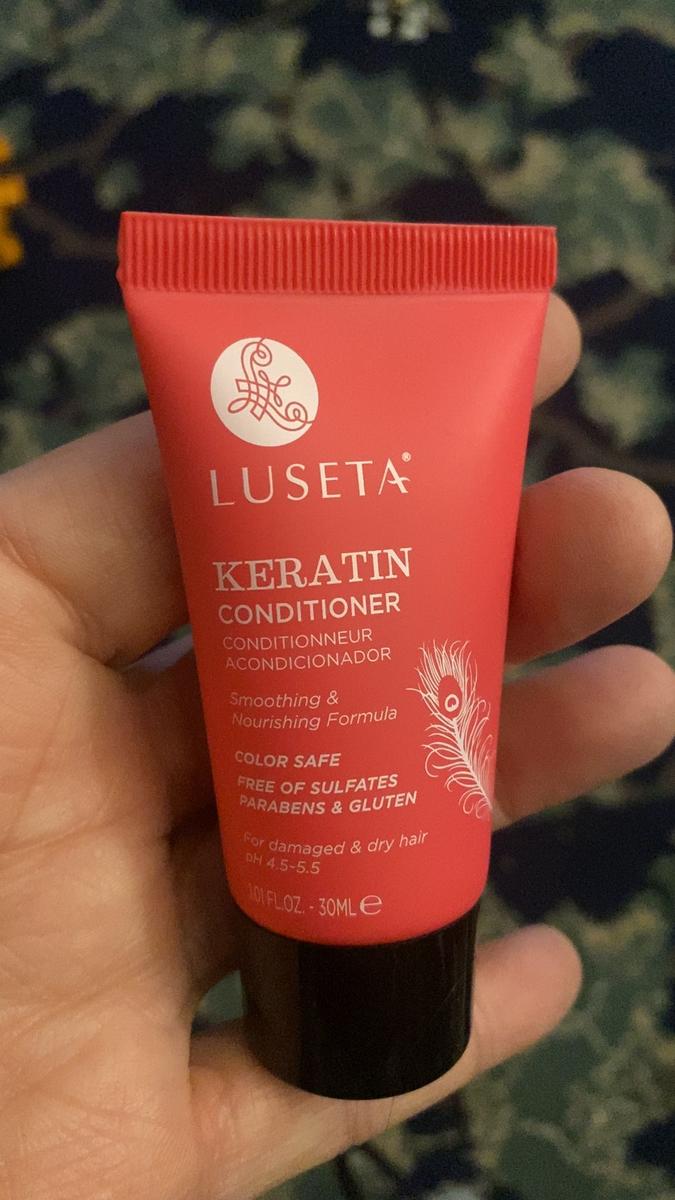 LUSETA®
KERATIN
CONDITIONER
CONDITIONNEUR
ACONDICIONADOR
Smoothing &
Nourishing Formula
COLOR SAFE
FREE OF SULFATES
PARABENS & GLUTEN
For damaged & dry hair
pH 4.5-5.5
1.01 FL.OZ. - 30ML ℮